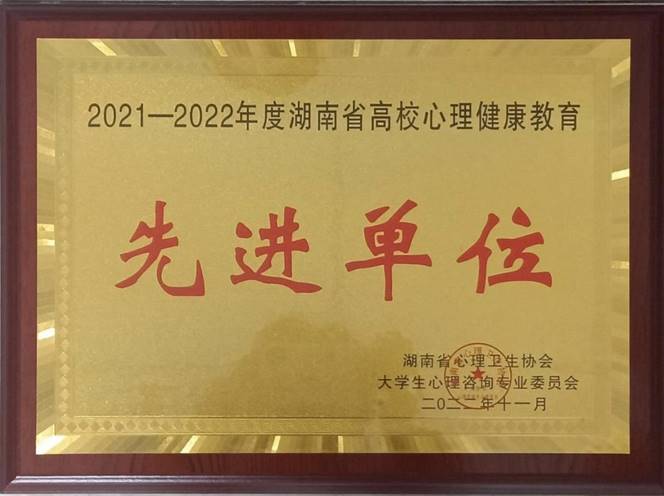 2021—2022年度湖南省高校心理健康教育
先进单位
湖南省心理卫生协会
大学生心理咨询专业委员会
二〇二二年十一月